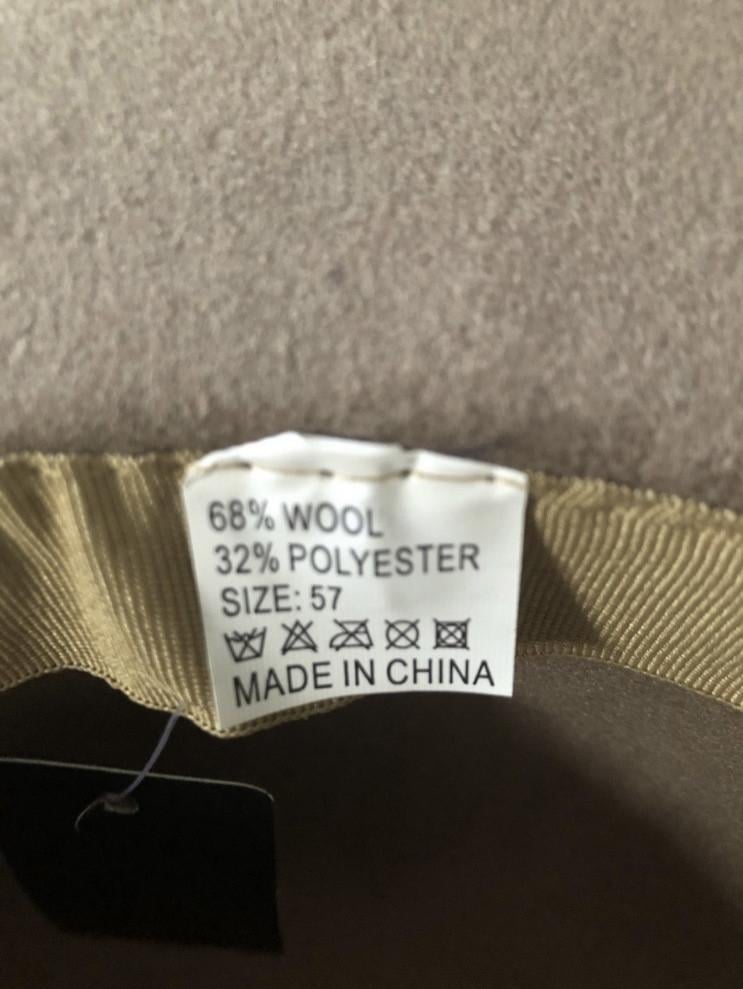 68% WOOL
32% POLYESTER
SIZE: 57
MADE IN CHINA